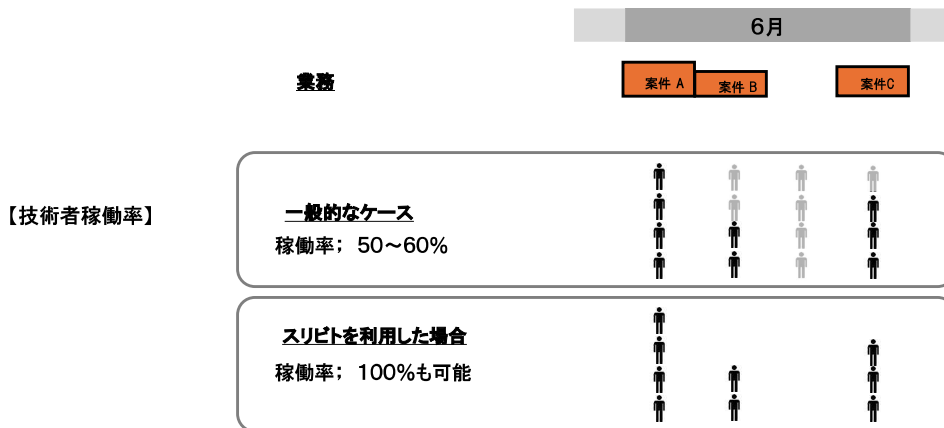 6月
業務
案件 A
案件 B
案件C
【技術者稼働率】
一般的なケース
稼働率； 50～60%
スリビトを利用した場合
稼働率； 100%も可能